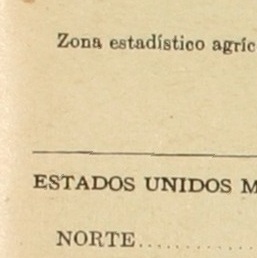 Zona estadístico agríc
ESTADOS UNIDOS M
NORTE..........